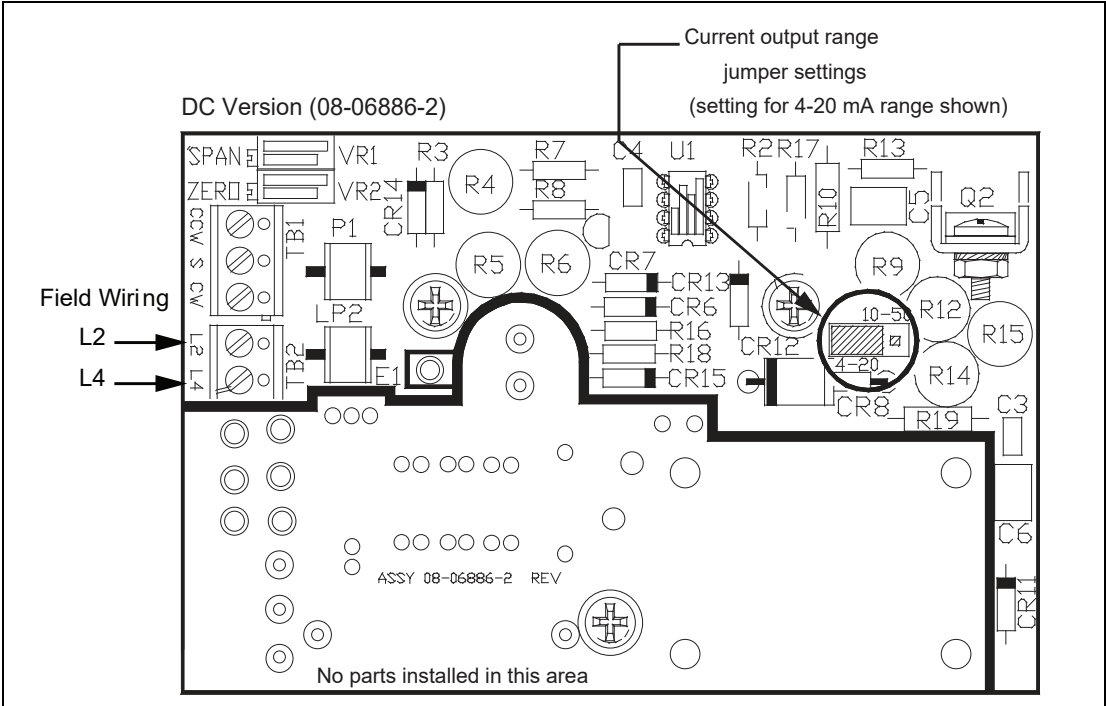 Current output range
jumper settings
(setting for 4-20 mA range shown)
DC Version (08-06886-2)
SPAN
VR1
ZERO
VR2
CCW
S
CW
TB1
P1
LP2
L2
L4
TB2
E1
Field Wiring
L2
L4
R3
CR14
R4
R7
R8
C4
U1
R2
R17
R10
R13
C5
Q2
R5
R6
CR7
CR13
CR6
R16
R18
CR15
CR12
CR8
R9
R12
R15
R14
10-50
4-20
R19
C3
C6
CR11
ASSY 08-06886-2 REV
No parts installed in this area